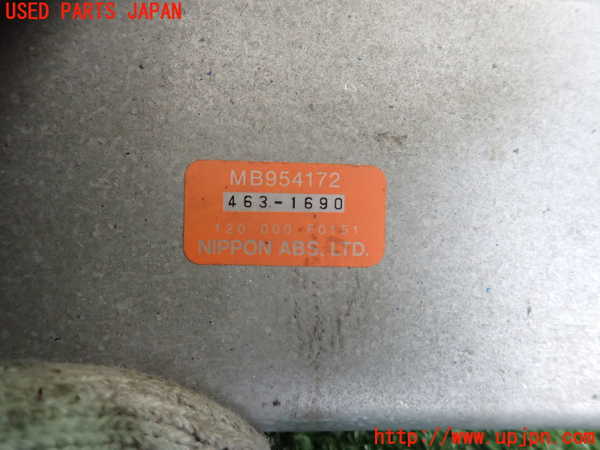 USED PARTS JAPAN
MB954172
463-1690
120 000-F0151
NIPPON ABS, LTD.
http://www.upjpn.com